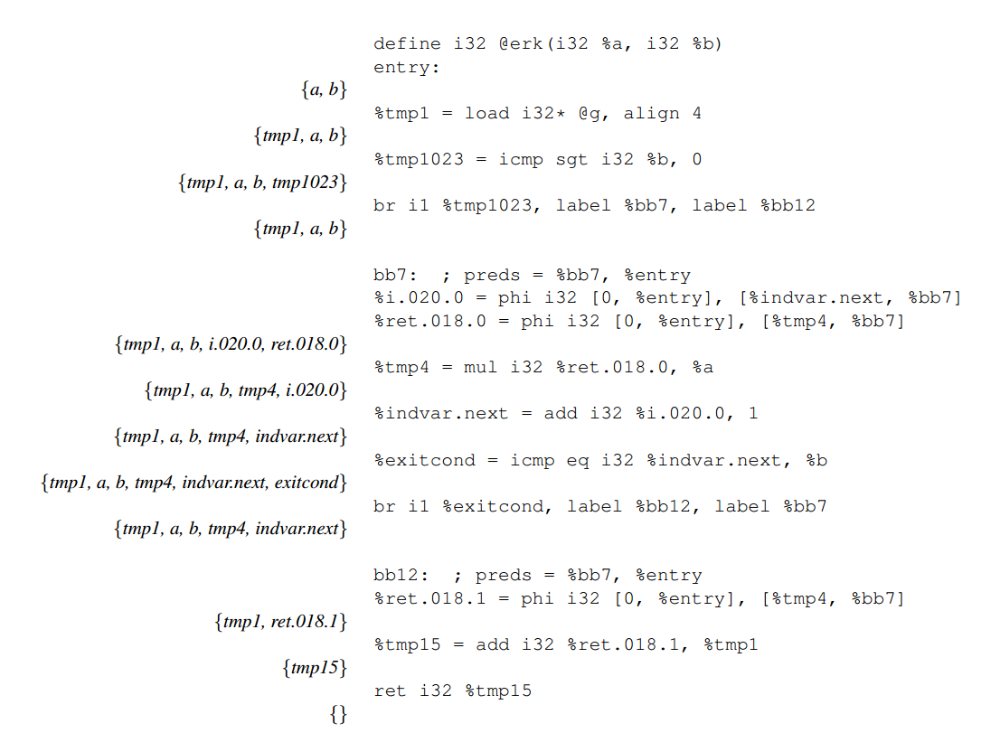 define i32 @erk(i32 %a, i32 %b)
entry:
{a, b}
%tmp1 = load i32* @g, align 4
{tmp1, a, b}
%tmp1023 = icmp sgt i32 %b, 0
{tmp1, a, b, tmp1023}
br i1 %tmp1023, label %bb7, label %bb12
{tmp1, a, b}
bb7: ; preds = %bb7, %entry
%i.020.0 = phi i32 [0, %entry], [%indvar.next, %bb7]
%ret.018.0 = phi i32 [0, %entry], [%tmp4, %bb7]
{tmp1, a, b, i.020.0, ret.018.0}
%tmp4 = mul i32 %ret.018.0, %a
{tmp1, a, b, tmp4, i.020.0}
%indvar.next = add i32 %i.020.0, 1
{tmp1, a, b, tmp4, indvar.next}
%exitcond = icmp eq i32 %indvar.next, %b
{tmp1, a, b, tmp4, indvar.next, exitcond}
br i1 %exitcond, label %bb12, label %bb7
{tmp1, a, b, tmp4, indvar.next}
bb12: ; preds = %bb7, %entry
%ret.018.1 = phi i32 [0, %entry], [%tmp4, %bb7]
{tmp1, ret.018.1}
%tmp15 = add i32 %ret.018.1, %tmp1
{tmp15}
ret i32 %tmp15
{}